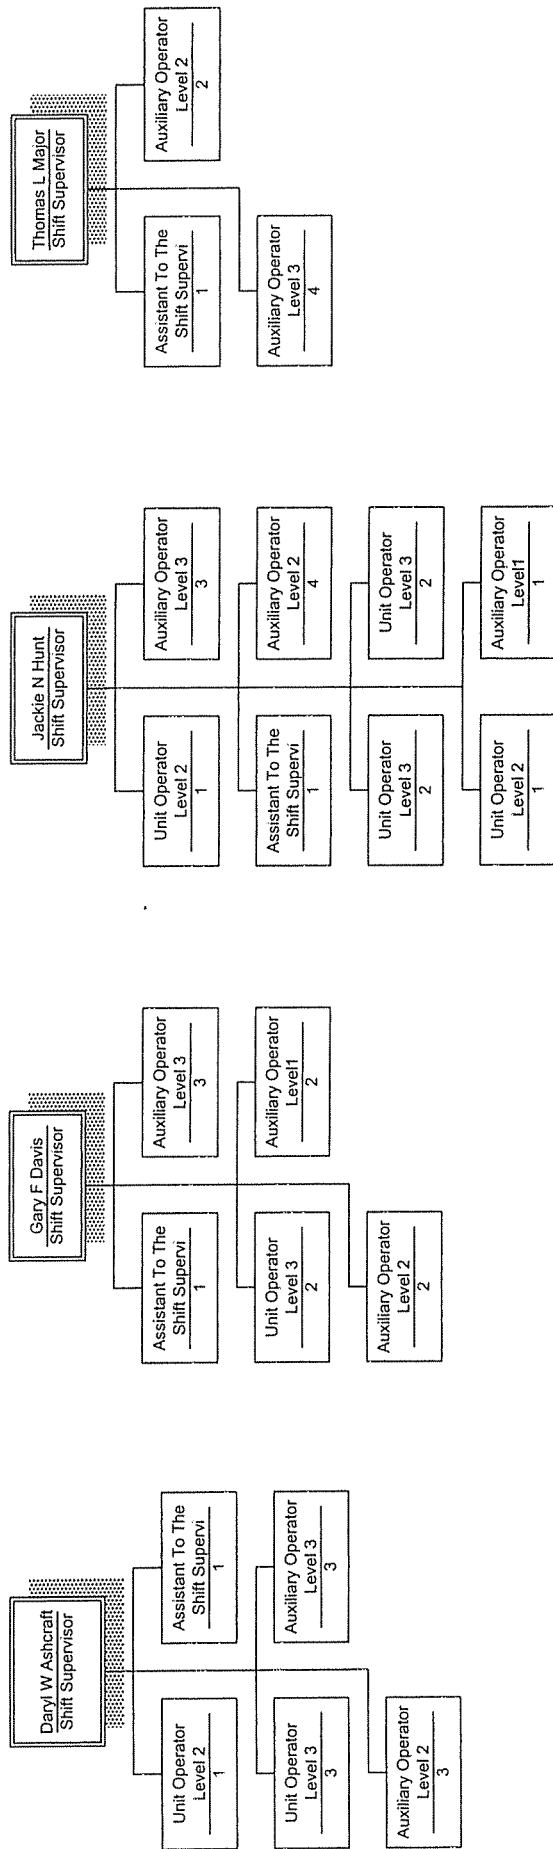 Daryl W Ashcraft
Shift Supervisor
Unit Operator
Level 2
1
Assistant To The
Shift Supervi
1
Unit Operator
Level 3
3
Auxiliary Operator
Level 3
3
Auxiliary Operator
Level 2
3
Gary F Davis
Shift Supervisor
Assistant To The
Shift Supervi
1
Auxiliary Operator
Level 3
3
Unit Operator
Level 3
2
Auxiliary Operator
Level1
2
Auxiliary Operator
Level 2
2
Jackie N Hunt
Shift Supervisor
Unit Operator
Level 2
1
Auxiliary Operator
Level 3
3
Assistant To The
Shift Supervi
1
Auxiliary Operator
Level 2
4
Unit Operator
Level 3
2
Unit Operator
Level 3
2
Unit Operator
Level 2
1
Auxiliary Operator
Level1
1
Thomas L Major
Shift Supervisor
Assistant To The
Shift Supervi
1
Auxiliary Operator
Level 2
2
Auxiliary Operator
Level 3
4